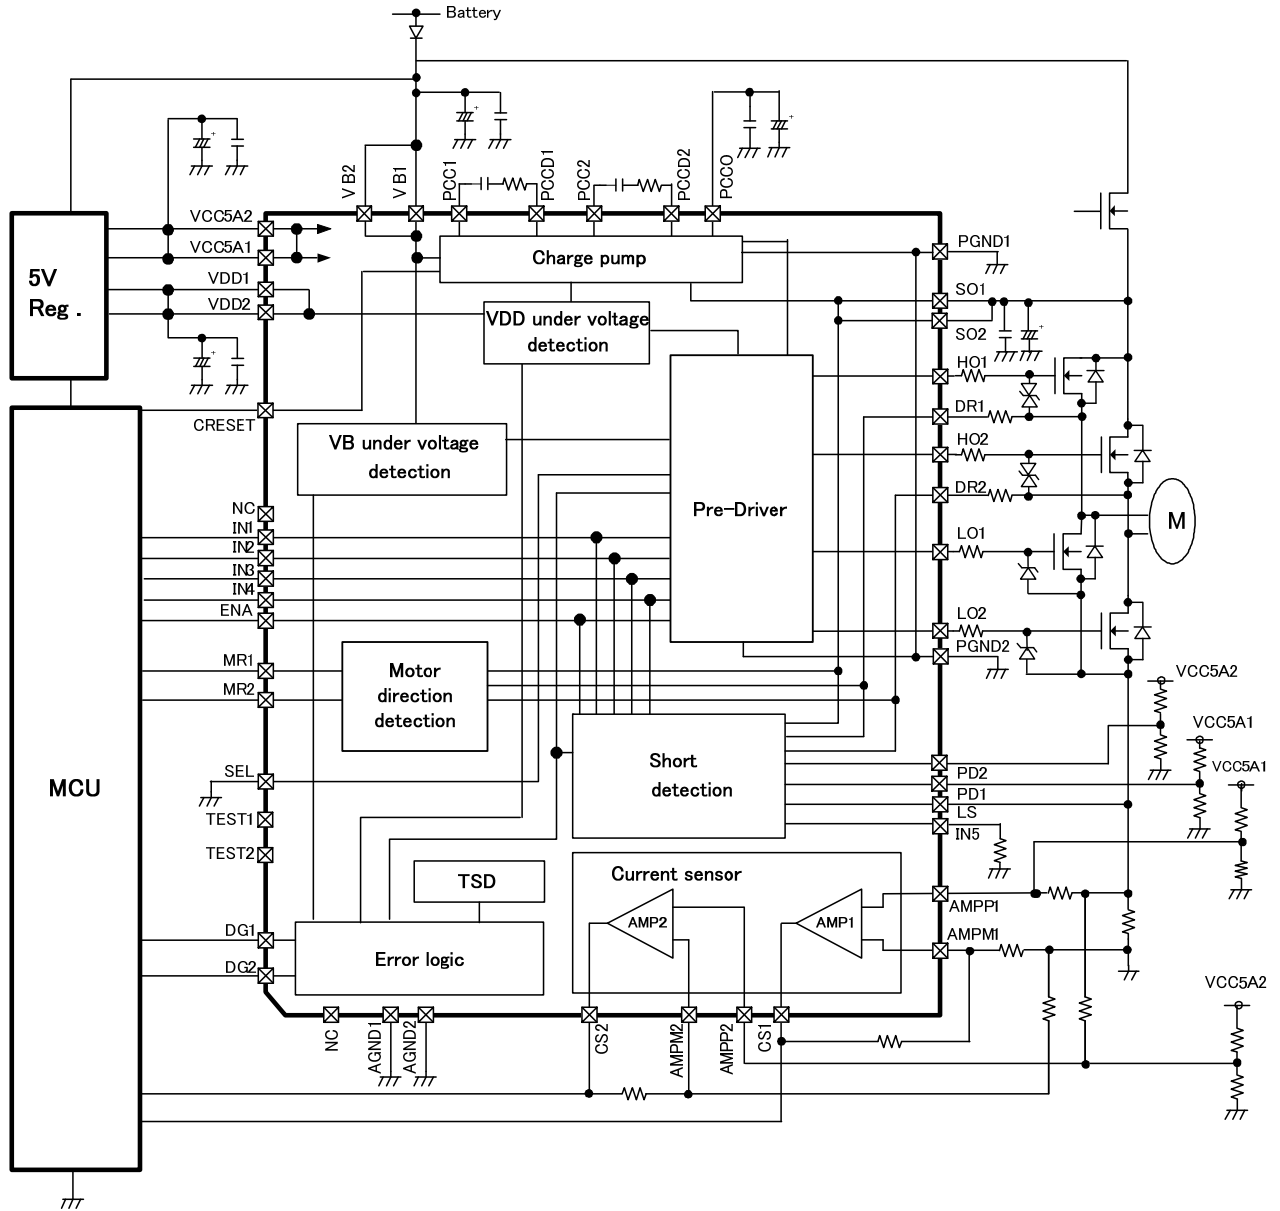 Battery
VB2
VB1
PCC1
PCCD1
PCC2
PCCD2
PCCO
+
+
+
VCC5A2
VCC5A1
VDD1
VDD2
5V
Reg .
+
CRESET
Charge pump
VDD under voltage
detection
VB under voltage
detection
Pre-Driver
PGND1
SO1
SO2
+
HO1
DR1
HO2
DR2
LO1
LO2
PGND2
M
NC
IN1
IN2
IN3
IN4
ENA
MR1
MR2
Motor
direction
detection
MCU
SEL
TEST1
TEST2
Short
detection
VCC5A2
VCC5A1
VCC5A1
PD2
PD1
LS
IN5
TSD
Current sensor
AMP2
AMP1
AMPP1
AMPM1
DG1
DG2
Error logic
VCC5A2
NC
AGND1
AGND2
CS2
AMPM2
AMPP2
CS1